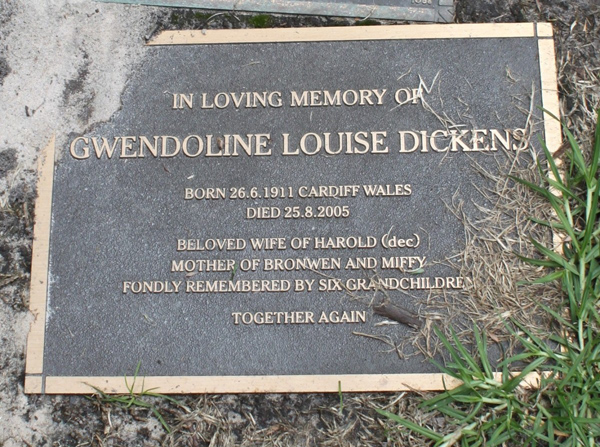 IN LOVING MEMORY OF
GWENDOLINE LOUISE DICKENS
BORN 26.6.1911 CARDIFF WALES
DIED 25.8.2005
BELOVED WIFE OF HAROLD (dec)
MOTHER OF BRONWEN AND MIFFY
FONDLY REMEMBERED BY SIX GRANDCHILDREN
TOGETHER AGAIN